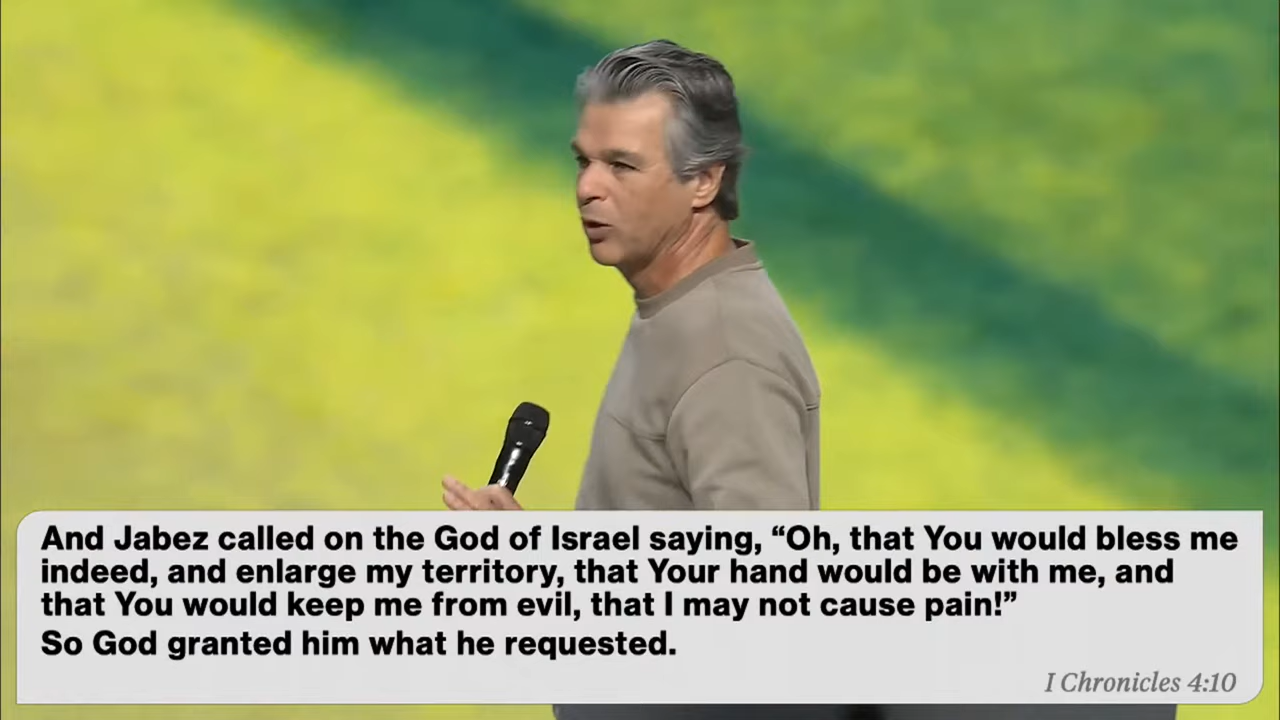 And Jabez called on the God of Israel saying, “Oh, that You would bless me
indeed, and enlarge my territory, that Your hand would be with me, and
that You would keep me from evil, that I may not cause pain!”
So God granted him what he requested.
I Chronicles 4:10